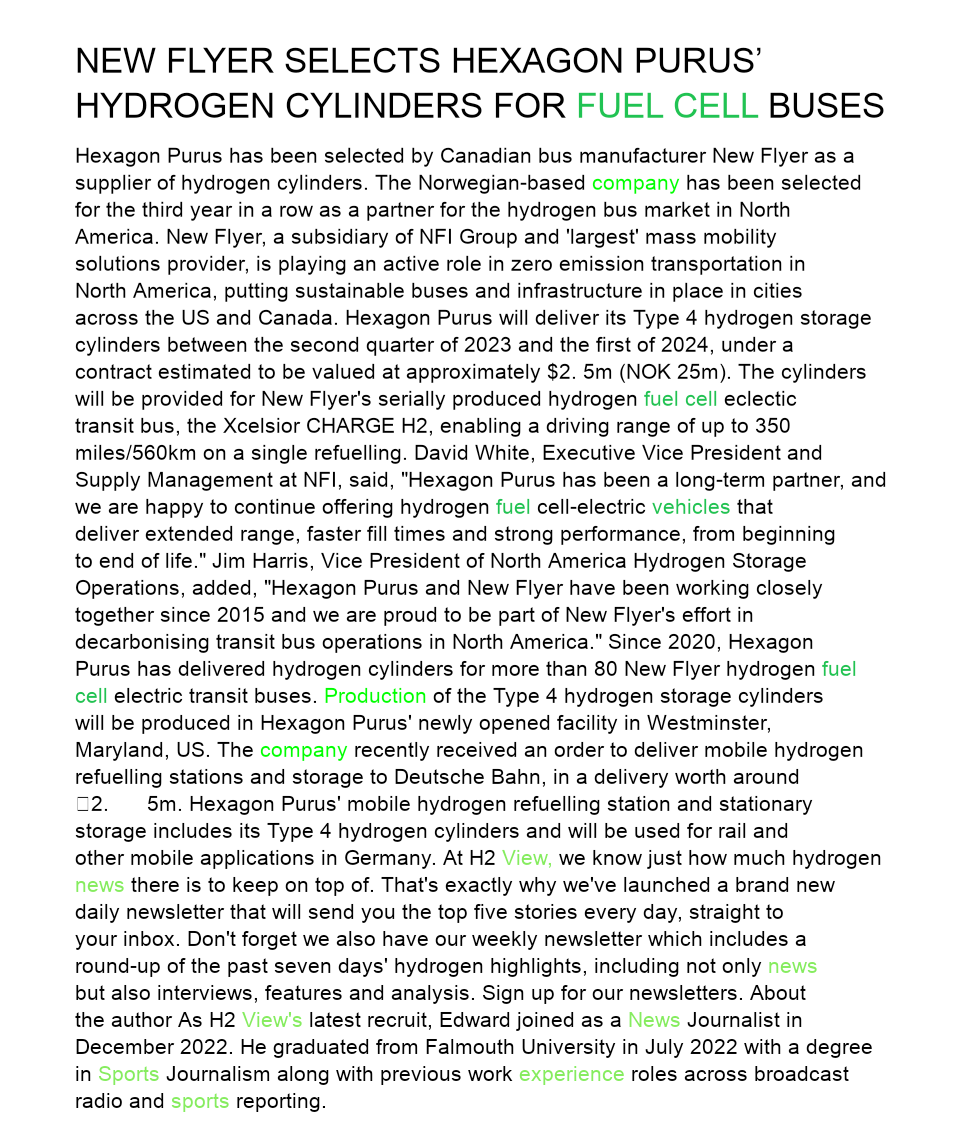 NEW FLYER SELECTS HEXAGON PURUS’
HYDROGEN CYLINDERS FOR FUEL CELL BUSES
Hexagon Purus has been selected by Canadian bus manufacturer New Flyer as a
supplier of hydrogen cylinders. The Norwegian-based company has been selected
for the third year in a row as a partner for the hydrogen bus market in North
America. New Flyer, a subsidiary of NFI Group and 'largest' mass mobility
solutions provider, is playing an active role in zero emission transportation in
North America, putting sustainable buses and infrastructure in place in cities
across the US and Canada. Hexagon Purus will deliver its Type 4 hydrogen storage
cylinders between the second quarter of 2023 and the first of 2024, under a
contract estimated to be valued at approximately $2. 5m (NOK 25m). The cylinders
will be provided for New Flyer's serially produced hydrogen fuel cell eclectic
transit bus, the Xcelsior CHARGE H2, enabling a driving range of up to 350
miles/560km on a single refuelling. David White, Executive Vice President and
Supply Management at NFI, said, "Hexagon Purus has been a long-term partner, and
we are happy to continue offering hydrogen fuel cell-electric vehicles that
deliver extended range, faster fill times and strong performance, from beginning
to end of life." Jim Harris, Vice President of North America Hydrogen Storage
Operations, added, "Hexagon Purus and New Flyer have been working closely
together since 2015 and we are proud to be part of New Flyer's effort in
decarbonising transit bus operations in North America." Since 2020, Hexagon
Purus has delivered hydrogen cylinders for more than 80 New Flyer hydrogen fuel
cell electric transit buses. Production of the Type 4 hydrogen storage cylinders
will be produced in Hexagon Purus' newly opened facility in Westminster,
Maryland, US. The company recently received an order to deliver mobile hydrogen
refuelling stations and storage to Deutsche Bahn, in a delivery worth around
2. 5m. Hexagon Purus' mobile hydrogen refuelling station and stationary
storage includes its Type 4 hydrogen cylinders and will be used for rail and
other mobile applications in Germany. At H2 View, we know just how much hydrogen
news there is to keep on top of. That's exactly why we've launched a brand new
daily newsletter that will send you the top five stories every day, straight to
your inbox. Don't forget we also have our weekly newsletter which includes a
round-up of the past seven days' hydrogen highlights, including not only news
but also interviews, features and analysis. Sign up for our newsletters. About
the author As H2 View's latest recruit, Edward joined as a News Journalist in
December 2022. He graduated from Falmouth University in July 2022 with a degree
in Sports Journalism along with previous work experience roles across broadcast
radio and sports reporting.